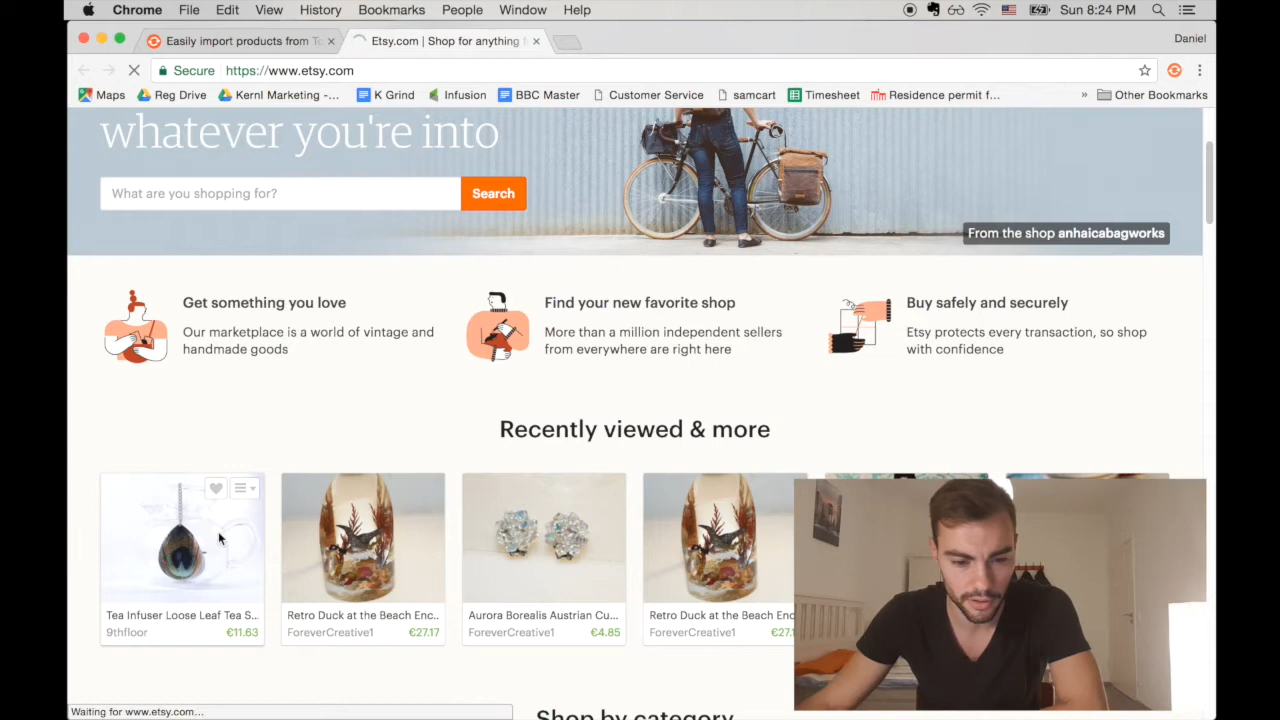 Chrome File Edit View History Bookmarks People Window Help Sun 8:24 PM
Easily import products from T
Etsy.com | Shop for anything
Daniel
Secure https://www.etsy.com
Maps Reg Drive Kernl Marketing -... K Grind Infusion BBC Master Customer Service samcart Timesheet Residence permit f... » Other Bookmarks
whatever you're into
What are you shopping for? Search
From the shop anhaicabagworks
Get something you love
Our marketplace is a world of vintage and
handmade goods
Find your new favorite shop
More than a million independent sellers
from everywhere are right here
Buy safely and securely
Etsy protects every transaction, so shop
with confidence
Recently viewed & more
Tea Infuser Loose Leaf Tea S...
9thfloor €11.63
Retro Duck at the Beach Enc..
ForeverCreative1 €27.17
Aurora Borealis Austrian Cu...
ForeverCreative1 €4.85
Retro Duck at the Beach Enc
ForeverCreative1 €27.1
Shop by category
Waiting for www.etsy.com...